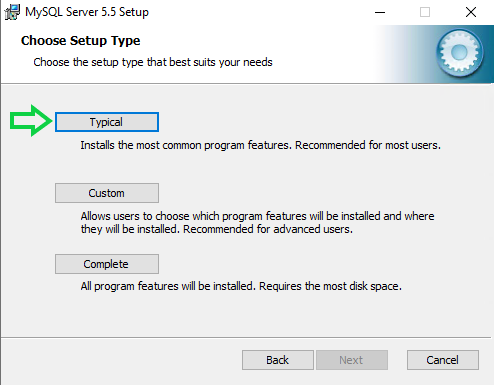 MySQL Server 5.5 Setup
Choose Setup Type
Choose the setup type that best suits your needs
Typical
Installs the most common program features. Recommended for most users.
Custom
Allows users to choose which program features will be installed and where
they will be installed. Recommended for advanced users.
Complete
All program features will be installed. Requires the most disk space.
Back
Next
Cancel